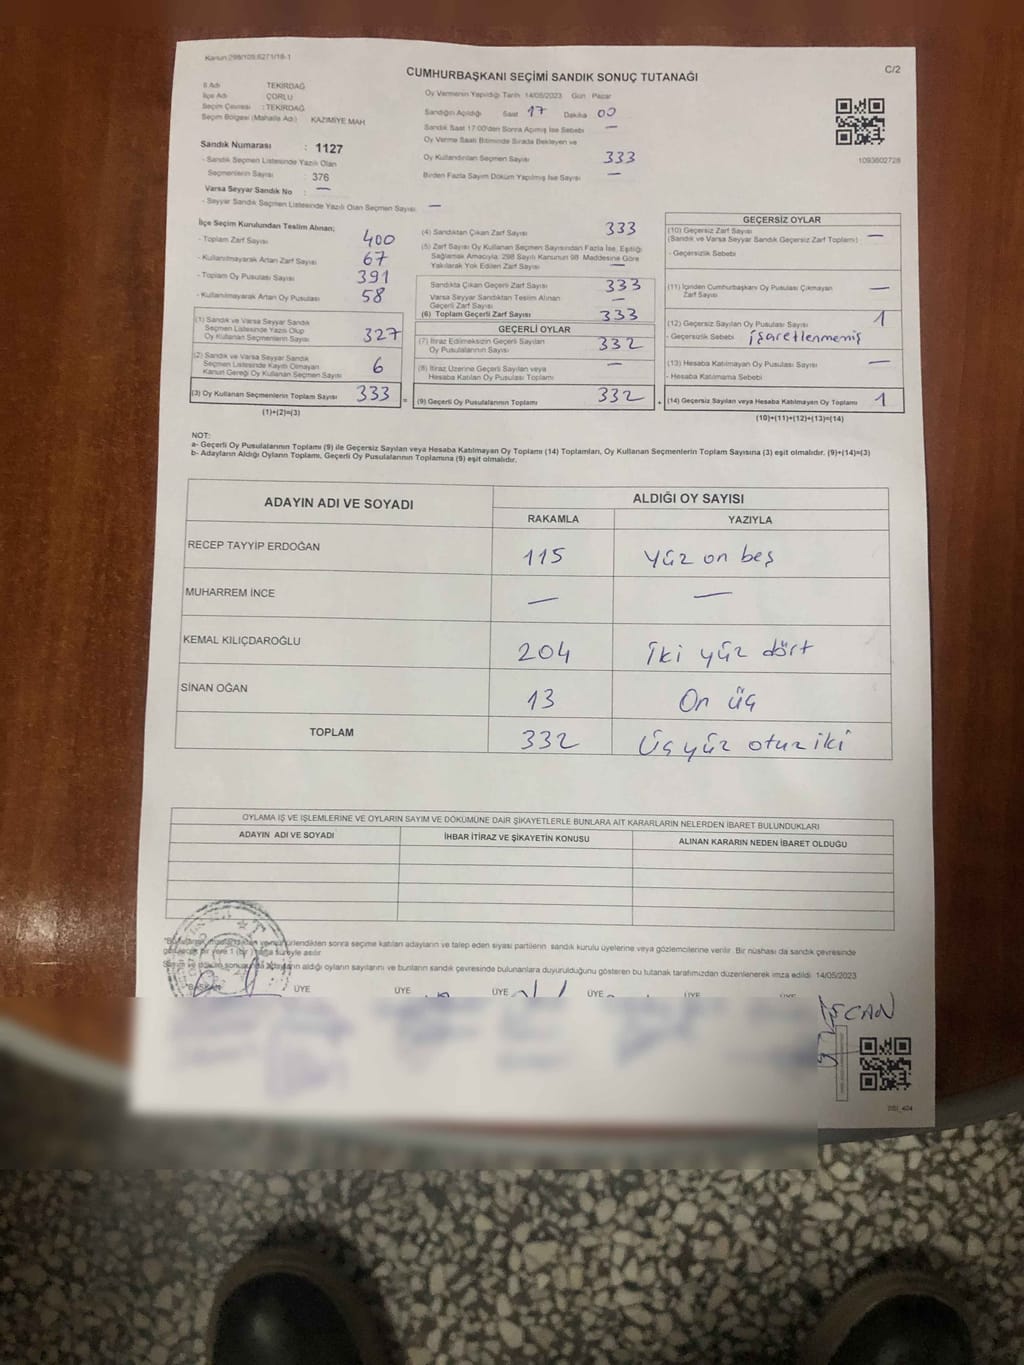 Kanun:298/109;6271/18-1
C/2
CUMHURBAŞKANI SEÇİMİ SANDIK SONUÇ TUTANAĞI
İl Adı TEKİRDAĞ
İlçe Adı ÇORLU
Seçim Çevresi : TEKİRDAĞ
Seçim Bölgesi (Mahalle Adı) KAZIMİYE MAH
Sandık Numarası : 1127
- Sandık Seçmen Listesinde Yazılı Olan
Seçmenlerin Sayısı : 376
Varsa Seyyar Sandık No : —
- Seyyar Sandık Seçmen Listesinde Yazılı Olan Seçmen Sayısı —
Oy Vermenin Yapıldığı Tarih 14/05/2023 Gün Pazar
Sandığın Açıldığı Saat 17 Dakika 00
Sandık Saat 17:00'den Sonra Açılmış İse Sebebi —
Oy Verme Saati Bitiminde Sırada Bekleyen ve
Oy Kullandırılan Seçmen Sayısı 333
Birden Fazla Sayım Döküm Yapılmış İse Sayısı —
1093602728
İlçe Seçim Kurulundan Teslim Alınan;
- Toplam Zarf Sayısı 400
- Kullanılmayarak Artan Zarf Sayısı 67
- Toplam Oy Pusulası Sayısı 391
- Kullanılmayarak Artan Oy Pusulası 58
(1) Sandık ve Varsa Seyyar Sandık
Seçmen Listesinde Yazılı Olup
Oy Kullanan Seçmenlerin Sayısı 327
(2) Sandık ve Varsa Seyyar Sandık
Seçmen Listesinde Kayıtlı Olmayan
Kanun Gereği Oy Kullanan Seçmen Sayısı 6
(3) Oy Kullanan Seçmenlerin Toplam Sayısı 333
(1)+(2)=(3)
(4) Sandıktan Çıkan Zarf Sayısı 333
(5) Zarf Sayısı Oy Kullanan Seçmen Sayısından Fazla İse, Eşitliği
Sağlamak Amacıyla; 298 Sayılı Kanunun 98. Maddesine Göre
Yakılarak Yok Edilen Zarf Sayısı —
Sandıkta Çıkan Geçerli Zarf Sayısı 333
Varsa Seyyar Sandıktan Teslim Alınan
Geçerli Zarf Sayısı —
(6) Toplam Geçerli Zarf Sayısı 333
GEÇERLİ OYLAR
(7) İtiraz Edilmeksizin Geçerli Sayılan
Oy Pusulalarının Sayısı 332
(8) İtiraz Üzerine Geçerli Sayılan veya
Hesaba Katılan Oy Pusulası Toplamı —
= (9) Geçerli Oy Pusulalarının Toplamı 332
GEÇERSİZ OYLAR
(10) Geçersiz Zarf Sayısı
(Sandık ve Varsa Seyyar Sandık Geçersiz Zarf Toplamı) —
- Geçersizlik Sebebi
(11) İçinden Cumhurbaşkanı Oy Pusulası Çıkmayan
Zarf Sayısı —
(12) Geçersiz Sayılan Oy Pusulası Sayısı 1
- Geçersizlik Sebebi işaretlenmemiş
(13) Hesaba Katılmayan Oy Pusulası Sayısı —
- Hesaba Katılmama Sebebi
+ (14) Geçersiz Sayılan veya Hesaba Katılmayan Oy Toplamı 1
(10)+(11)+(12)+(13)=(14)
NOT:
a- Geçerli Oy Pusulalarının Toplamı (9) ile Geçersiz Sayılan veya Hesaba Katılmayan Oy Toplamı (14) Toplamları, Oy Kullanan Seçmenlerin Toplam Sayısına (3) eşit olmalıdır. (9)+(14)=(3)
b- Adayların Aldığı Oyların Toplamı, Geçerli Oy Pusulalarının Toplamına (9) eşit olmalıdır.
ADAYIN ADI VE SOYADI ALDIĞI OY SAYISI
RAKAMLA YAZIYLA
RECEP TAYYİP ERDOĞAN 115 yüz on beş
MUHARREM İNCE — —
KEMAL KILIÇDAROĞLU 204 iki yüz dört
SİNAN OĞAN 13 On üç
TOPLAM 332 Üç yüz otuz iki
OYLAMA İŞ VE İŞLEMLERİNE VE OYLARIN SAYIM VE DÖKÜMÜNE DAİR ŞİKAYETLERLE BUNLARA AİT KARARLARIN NELERDEN İBARET BULUNDUKLARI
ADAYIN ADI VE SOYADI İHBAR İTİRAZ VE ŞİKAYETİN KONUSU ALINAN KARARIN NEDEN İBARET OLDUĞU
sonra seçime katılan adayların ve talep eden siyasi partilerin sandık kurulu üyelerine veya gözlemcilerine verilir. Bir nüshası da sandık çevresinde
aldığı oyların sayılarını ve bunların sandık çevresinde bulunanlara duyurulduğunu gösteren bu tutanak tarafımızdan düzenlenerek imza edildi. 14/05/2023
BAŞKAN ÜYE ÜYE ÜYE ÜYE ÜYE ÜYE